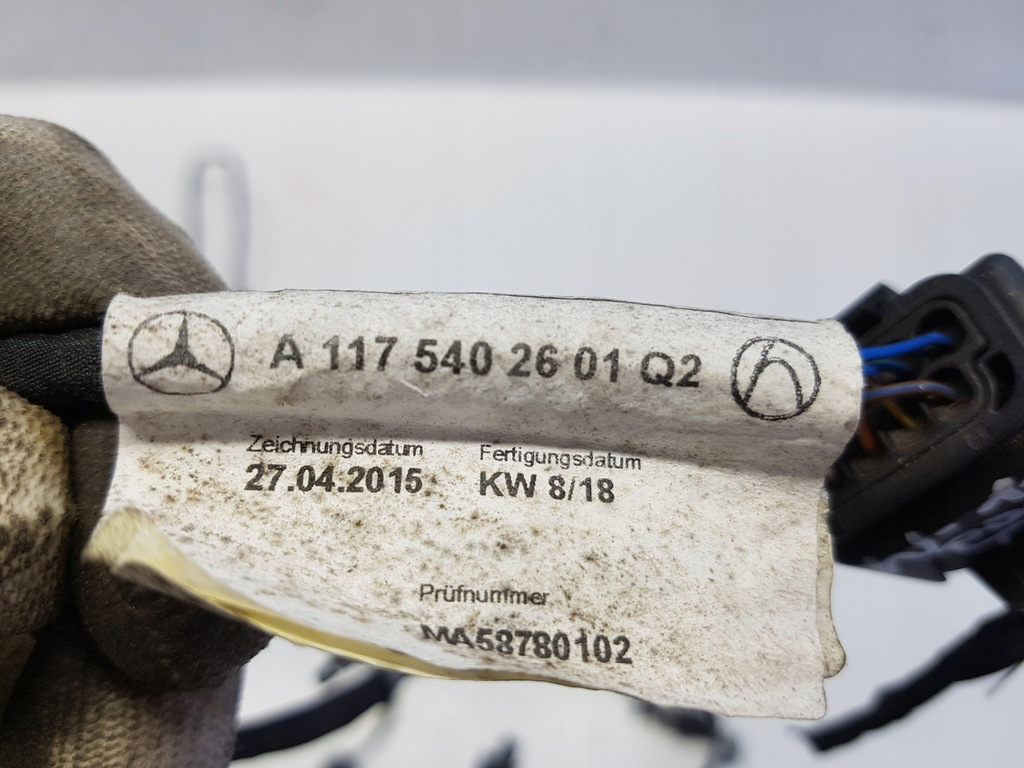 A 117 540 26 01 Q2
Zeichnungsdatum Fertigungsdatum
27.04.2015 KW 8/18
Prüfnummer
MA58780102